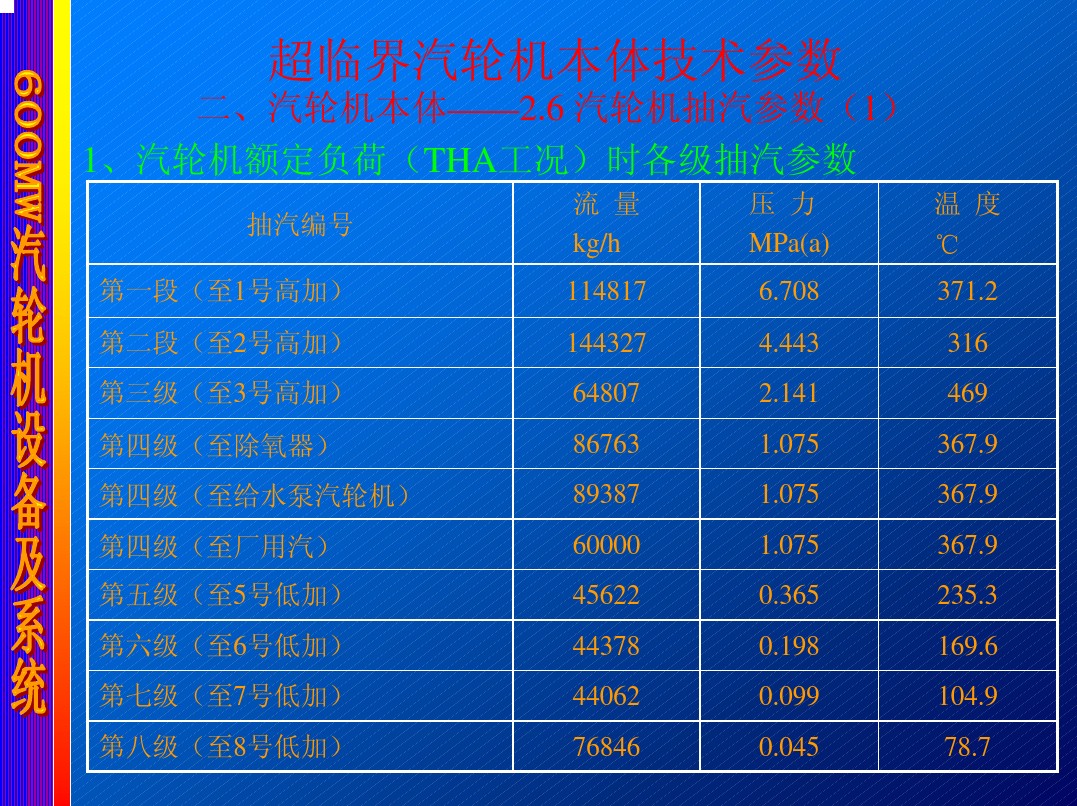 600MW汽轮机设备及系统
超临界汽轮机本体技术参数
二、汽轮机本体——2.6 汽轮机抽汽参数（1）
1、汽轮机额定负荷（THA工况）时各级抽汽参数
抽汽编号 流 量 kg/h 压 力 MPa(a) 温 度 ℃
第一段（至1号高加） 114817 6.708 371.2
第二段（至2号高加） 144327 4.443 316
第三级（至3号高加） 64807 2.141 469
第四级（至除氧器） 86763 1.075 367.9
第四级（至给水泵汽轮机） 89387 1.075 367.9
第四级（至厂用汽） 60000 1.075 367.9
第五级（至5号低加） 45622 0.365 235.3
第六级（至6号低加） 44378 0.198 169.6
第七级（至7号低加） 44062 0.099 104.9
第八级（至8号低加） 76846 0.045 78.7